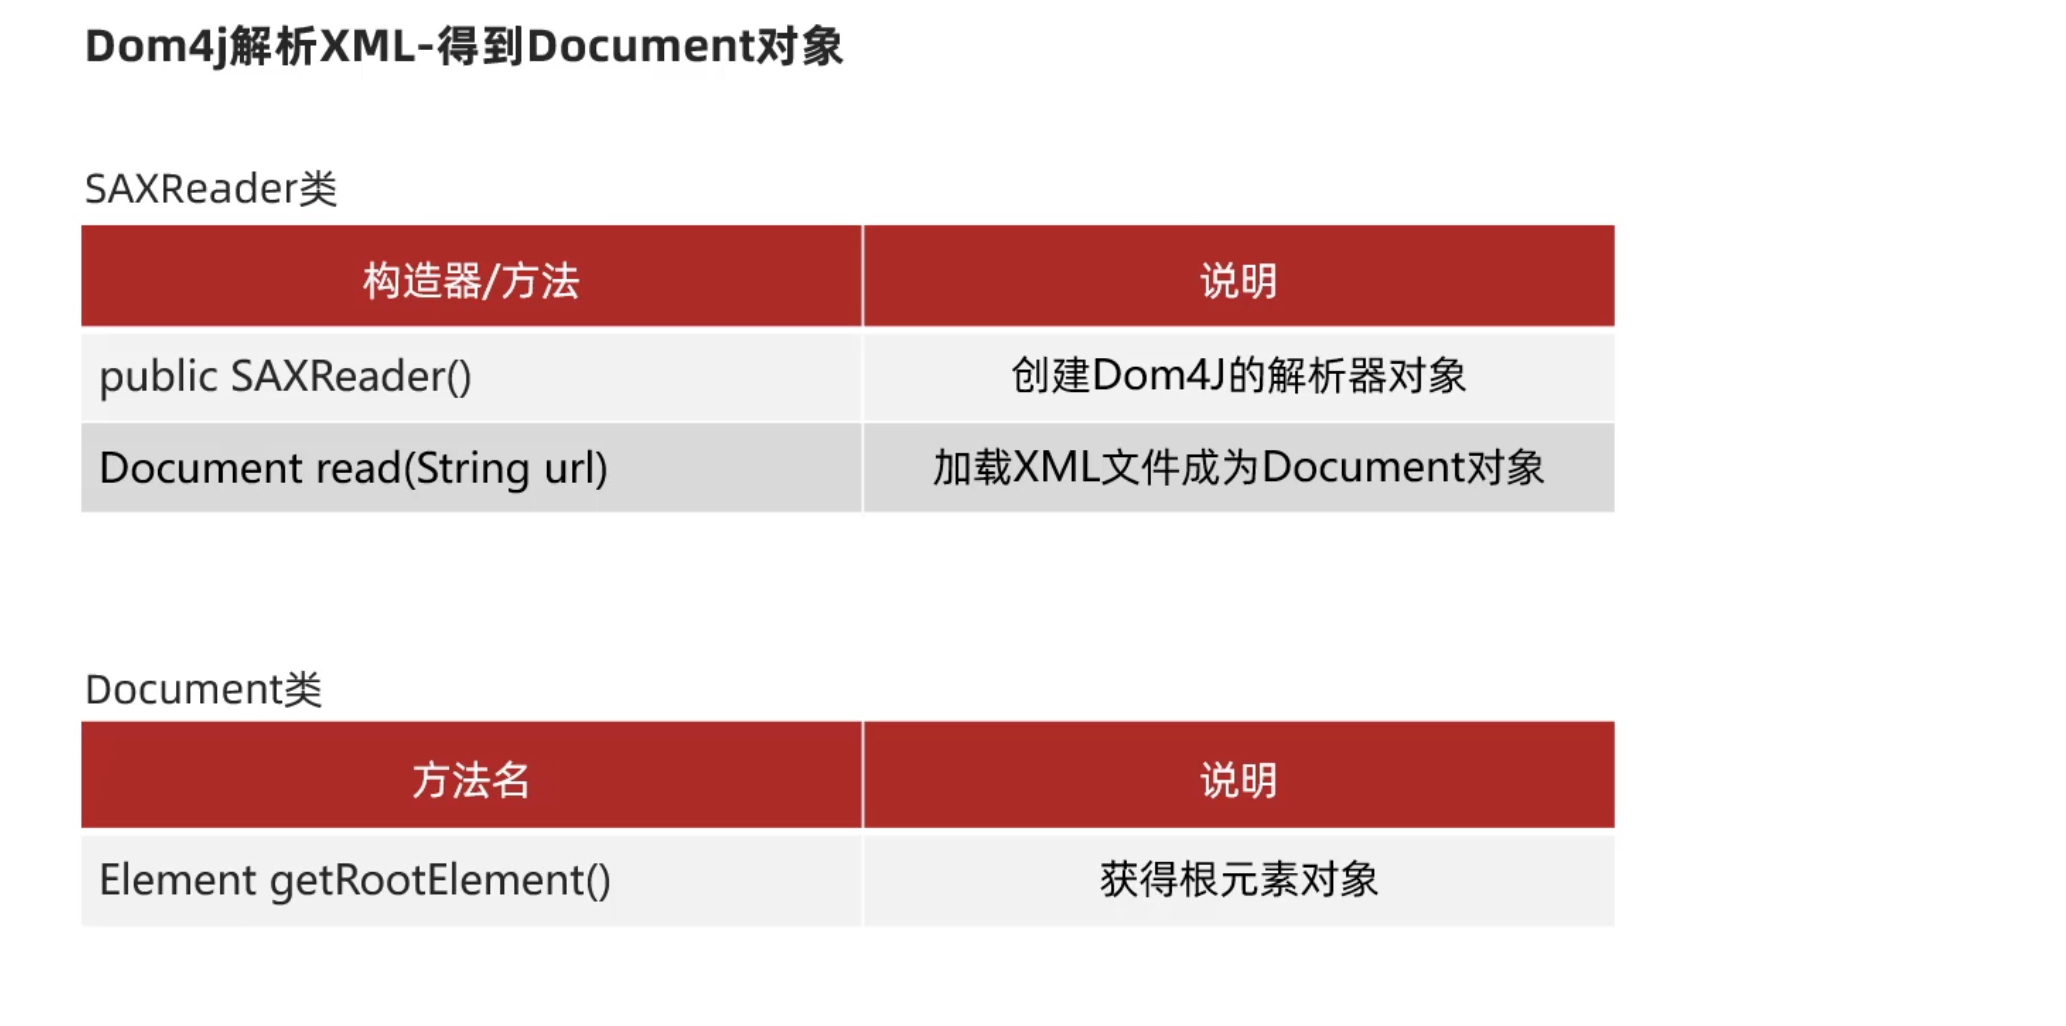 Dom4j解析XML-得到Document对象
SAXReader类
构造器/方法 说明
public SAXReader() 创建Dom4J的解析器对象
Document read(String url) 加载XML文件成为Document对象
Document类
方法名 说明
Element getRootElement() 获得根元素对象